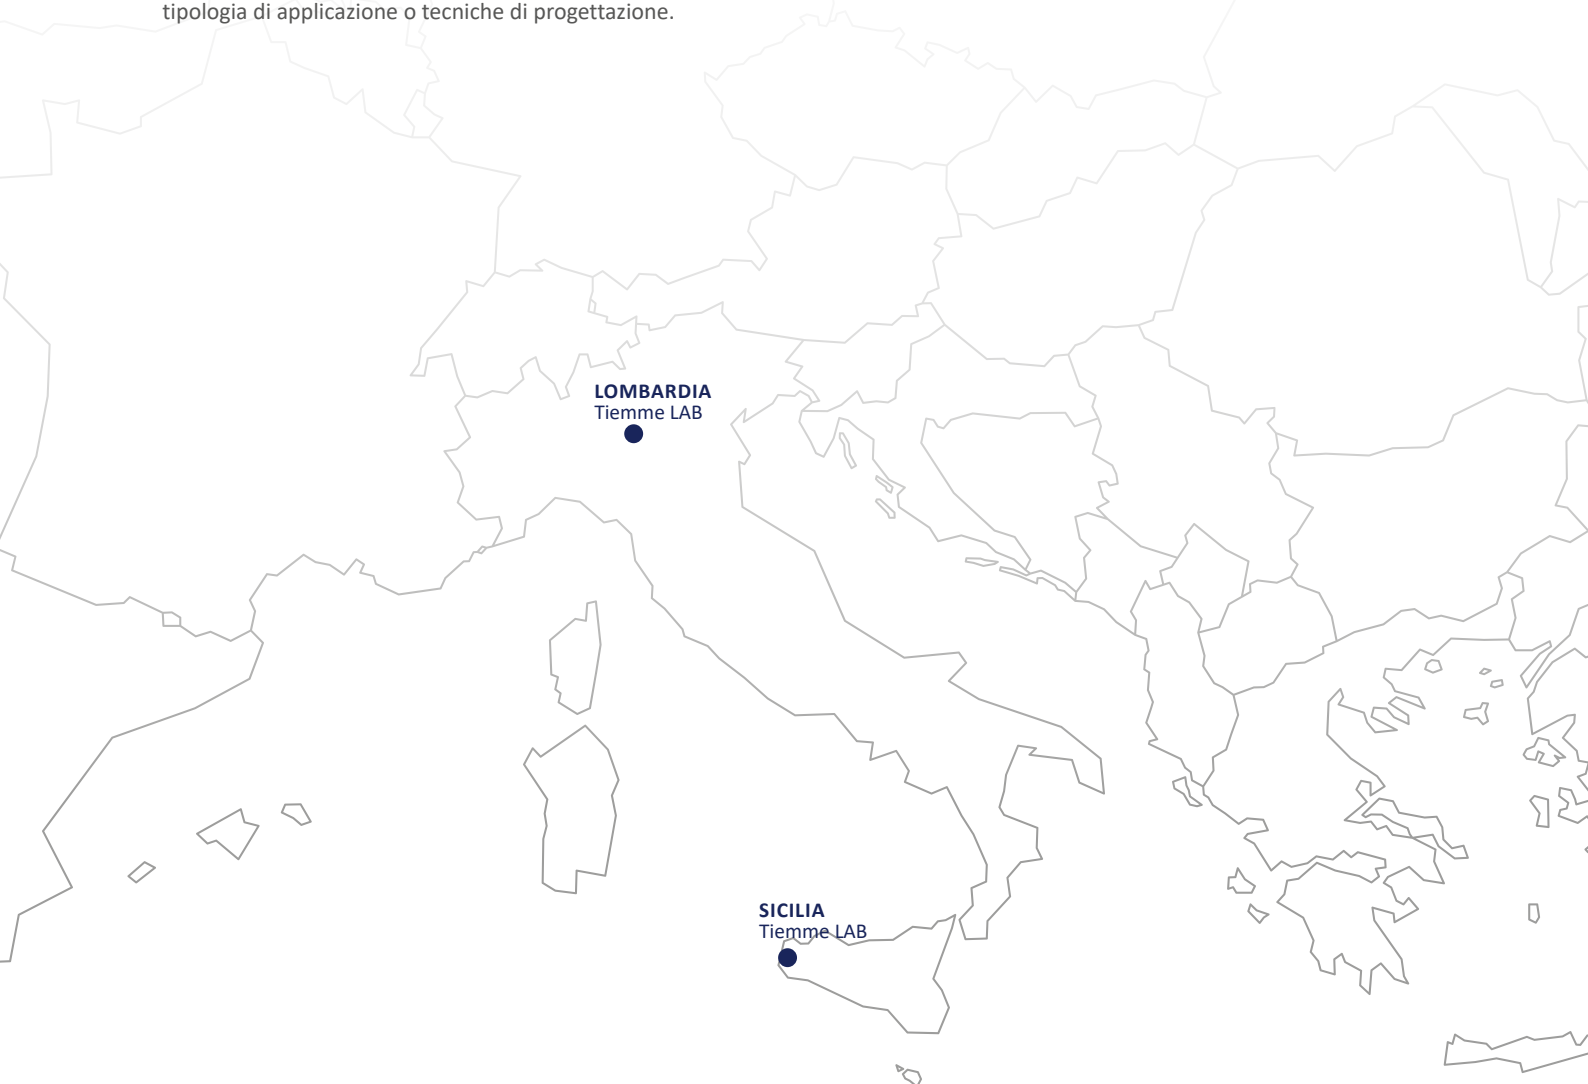 tipologia di applicazione o tecniche di progettazione.
LOMBARDIA
Tiemme LAB
SICILIA
Tiemme LAB